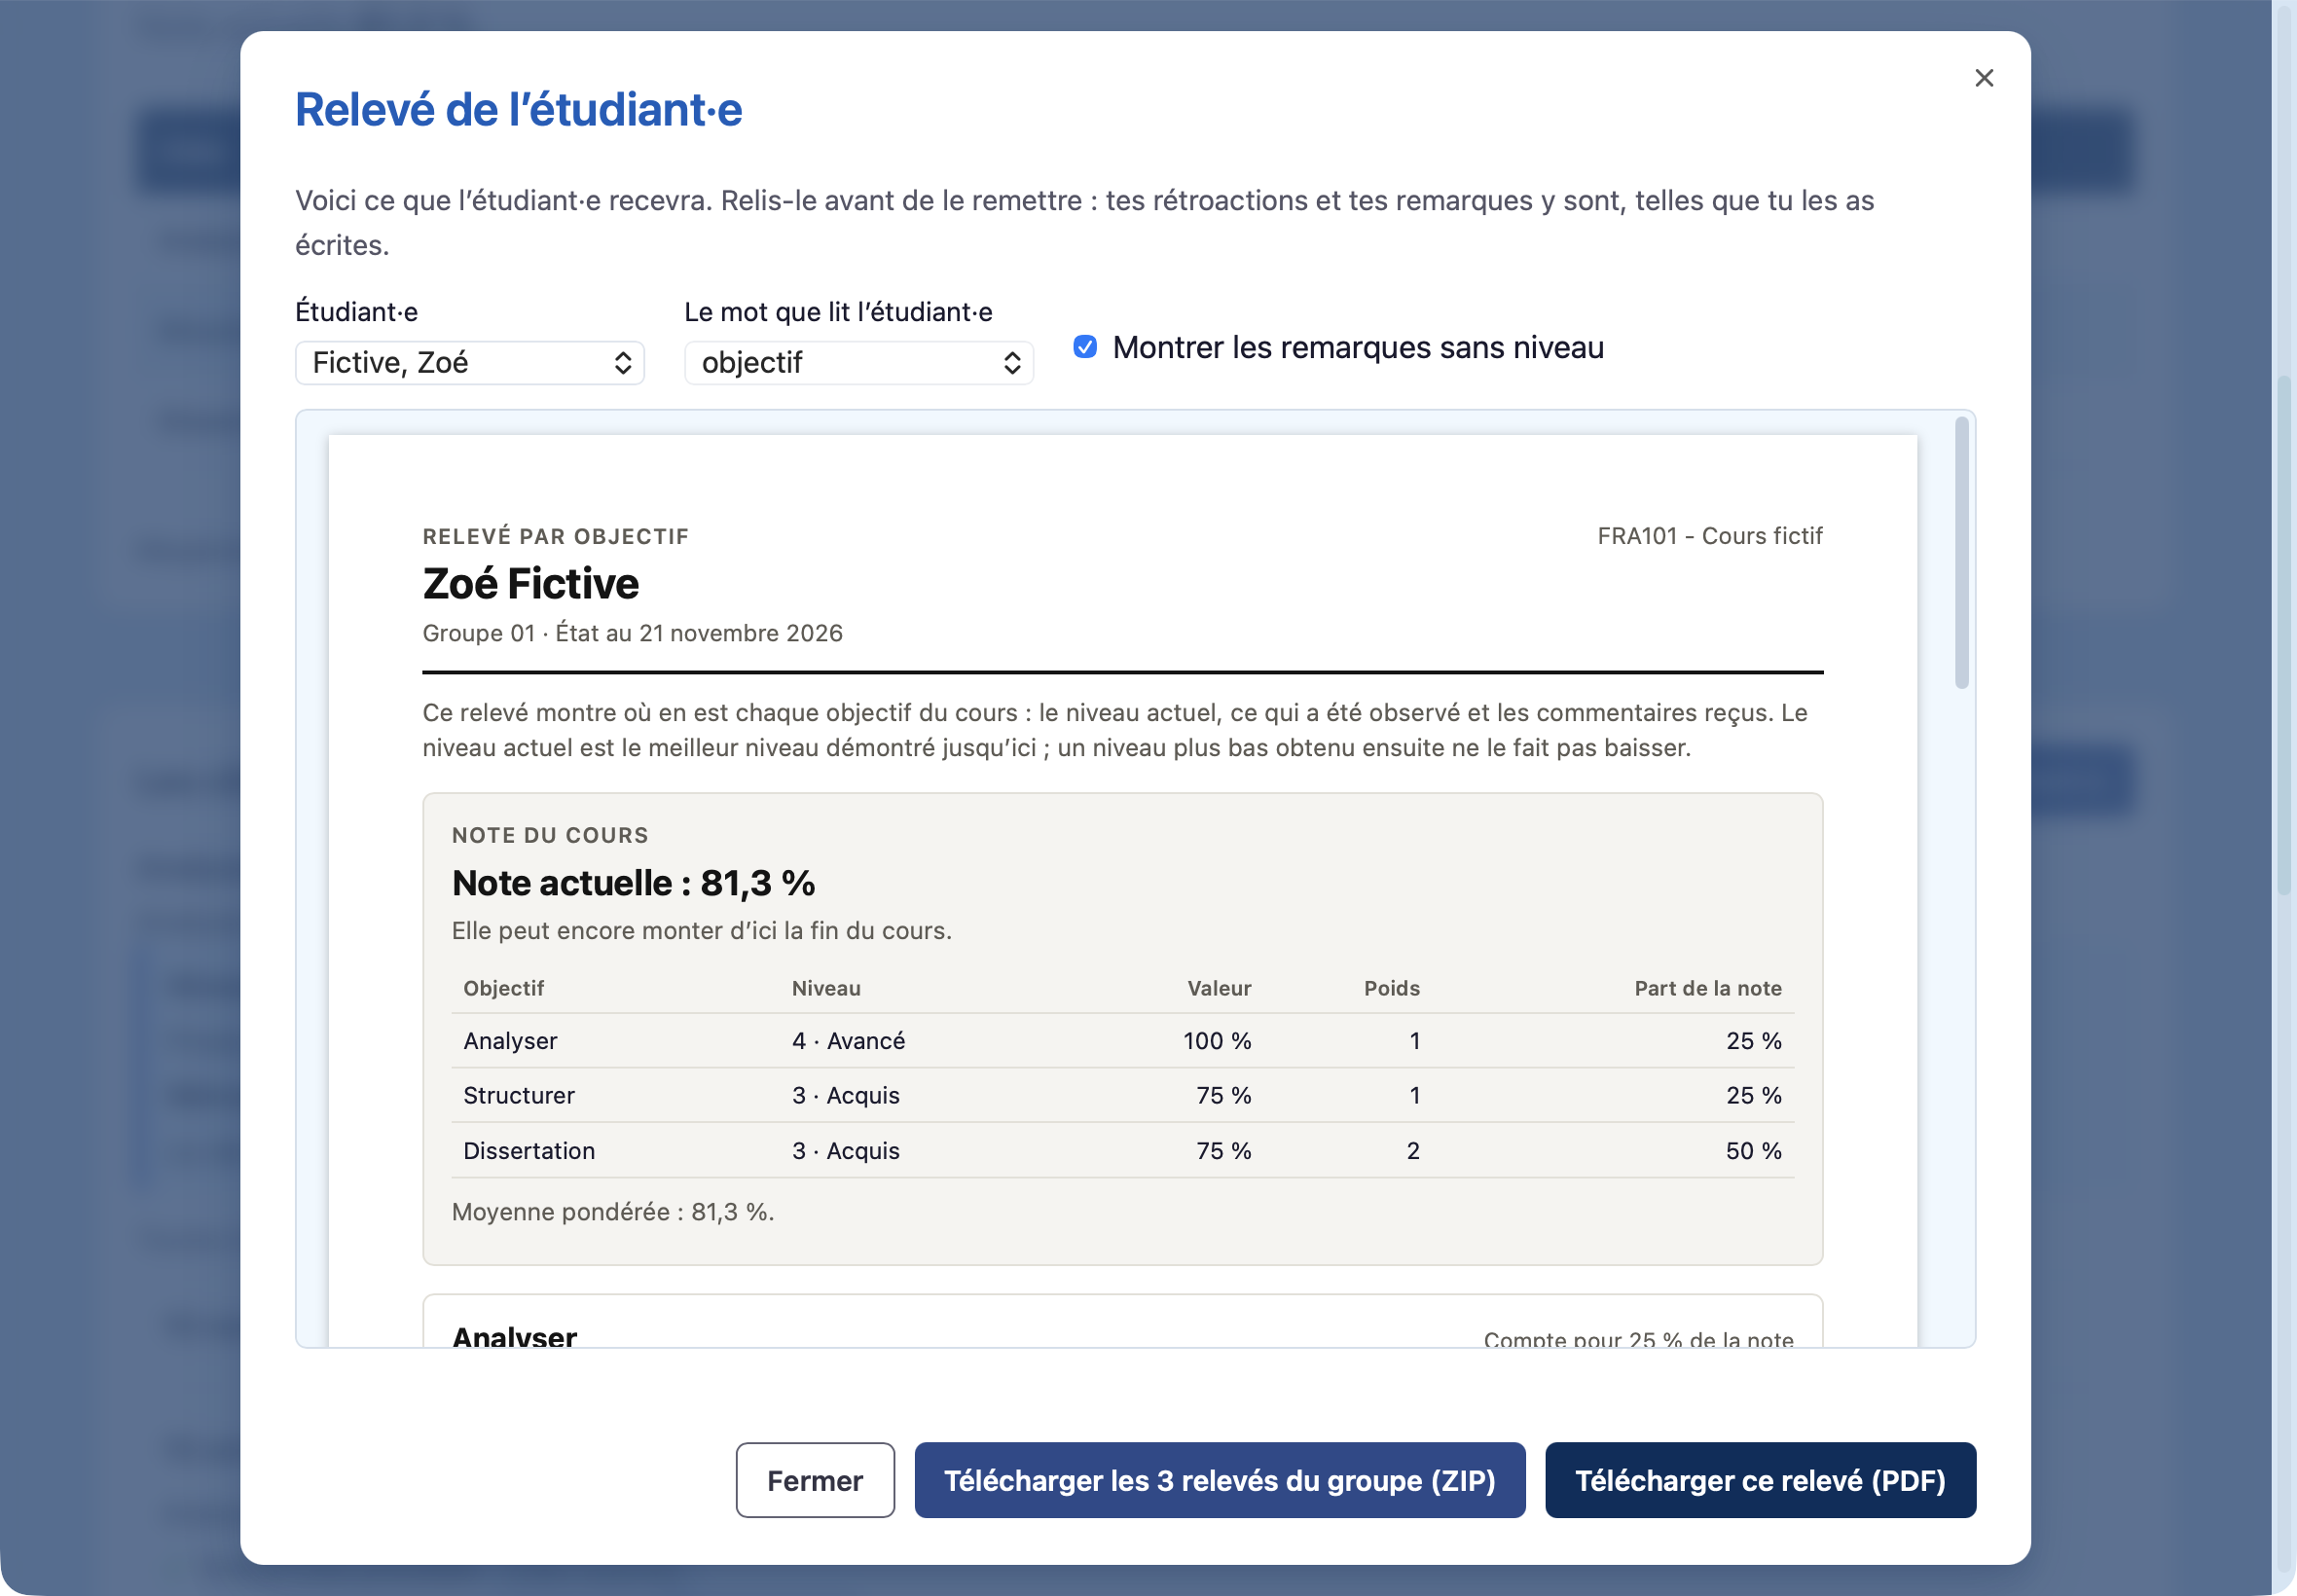 Relevé de l’étudiant·e
Voici ce que l’étudiant·e recevra. Relis-le avant de le remettre : tes rétroactions et tes remarques y sont, telles que tu les as
écrites.
Étudiant·e
Le mot que lit l’étudiant·e
Fictive, Zoé
objectif
Montrer les remarques sans niveau
RELEVÉ PAR OBJECTIF
FRA101 - Cours fictif
Zoé Fictive
Groupe 01 · État au 21 novembre 2026
Ce relevé montre où en est chaque objectif du cours : le niveau actuel, ce qui a été observé et les commentaires reçus. Le
niveau actuel est le meilleur niveau démontré jusqu’ici ; un niveau plus bas obtenu ensuite ne le fait pas baisser.
NOTE DU COURS
Note actuelle : 81,3 %
Elle peut encore monter d’ici la fin du cours.
Objectif Niveau Valeur Poids Part de la note
Analyser 4 · Avancé 100 % 1 25 %
Structurer 3 · Acquis 75 % 1 25 %
Dissertation 3 · Acquis 75 % 2 50 %
Moyenne pondérée : 81,3 %.
Analyser
Compte pour 25 % de la note
Fermer
Télécharger les 3 relevés du groupe (ZIP)
Télécharger ce relevé (PDF)